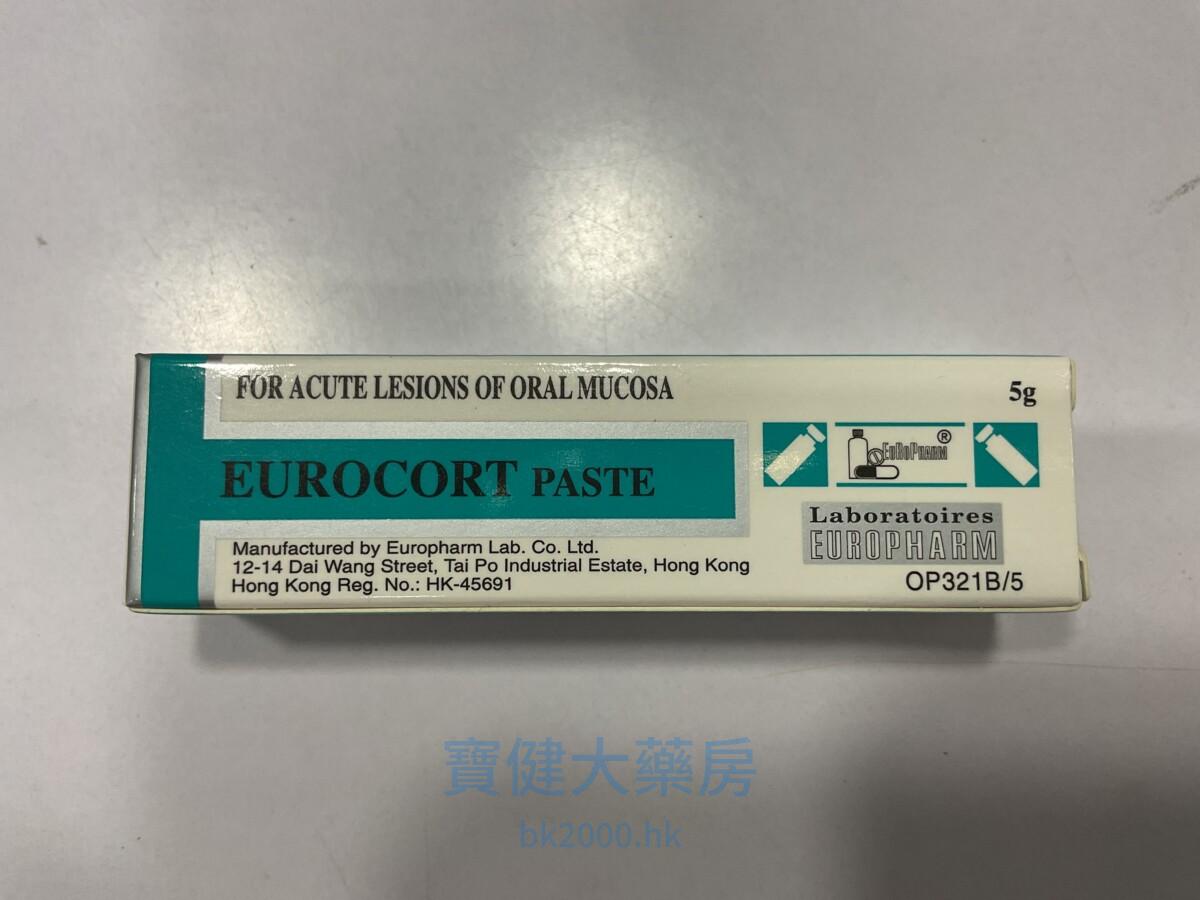 FOR ACUTE LESIONS OF ORAL MUCOSA
5g
EUROCORT PASTE
EUROPHARM®
Laboratoires
EUROPHARM
Manufactured by Europharm Lab. Co. Ltd.
12-14 Dai Wang Street, Tai Po Industrial Estate, Hong Kong
Hong Kong Reg. No.: HK-45691
OP321B/5
寶健大藥房
bk2000.hk